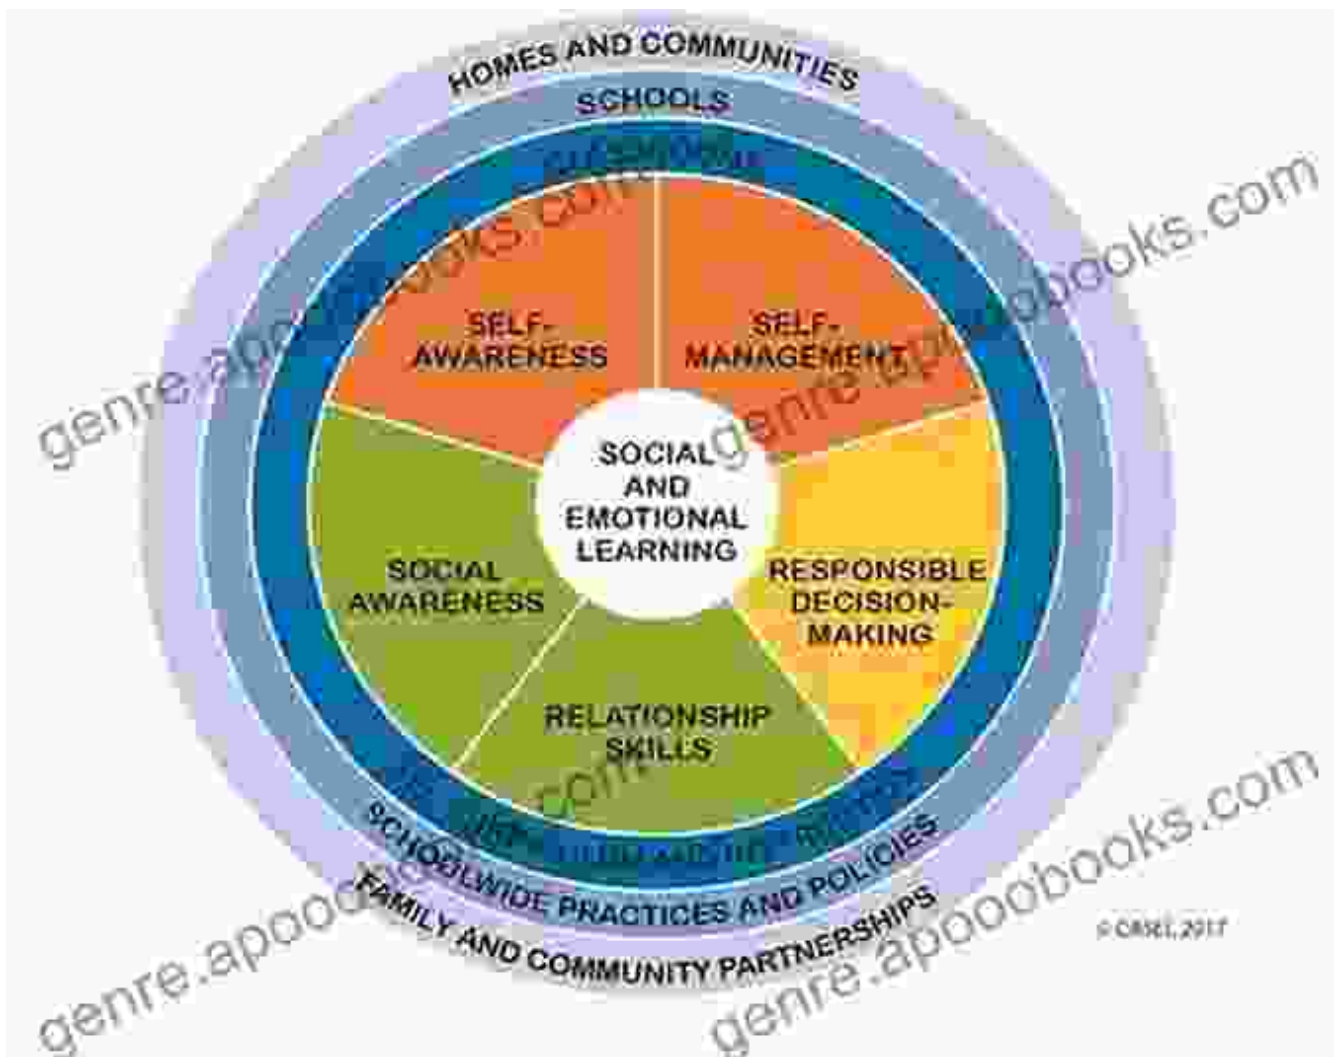 HOMES AND COMMUNITIES
SCHOOLS
SELF-
AWARENESS
SELF-
MANAGEMENT
SOCIAL
AND
EMOTIONAL
LEARNING
SOCIAL
AWARENESS
RESPONSIBLE
DECISION-
MAKING
RELATIONSHIP
SKILLS
SCHOOLWIDE PRACTICES AND POLICIES
FAMILY AND COMMUNITY PARTNERSHIPS
© CASEL 2017
genre.apoobooks.com
genre.apoobooks.com
genre.apoobooks.com
genre.apoobooks.com